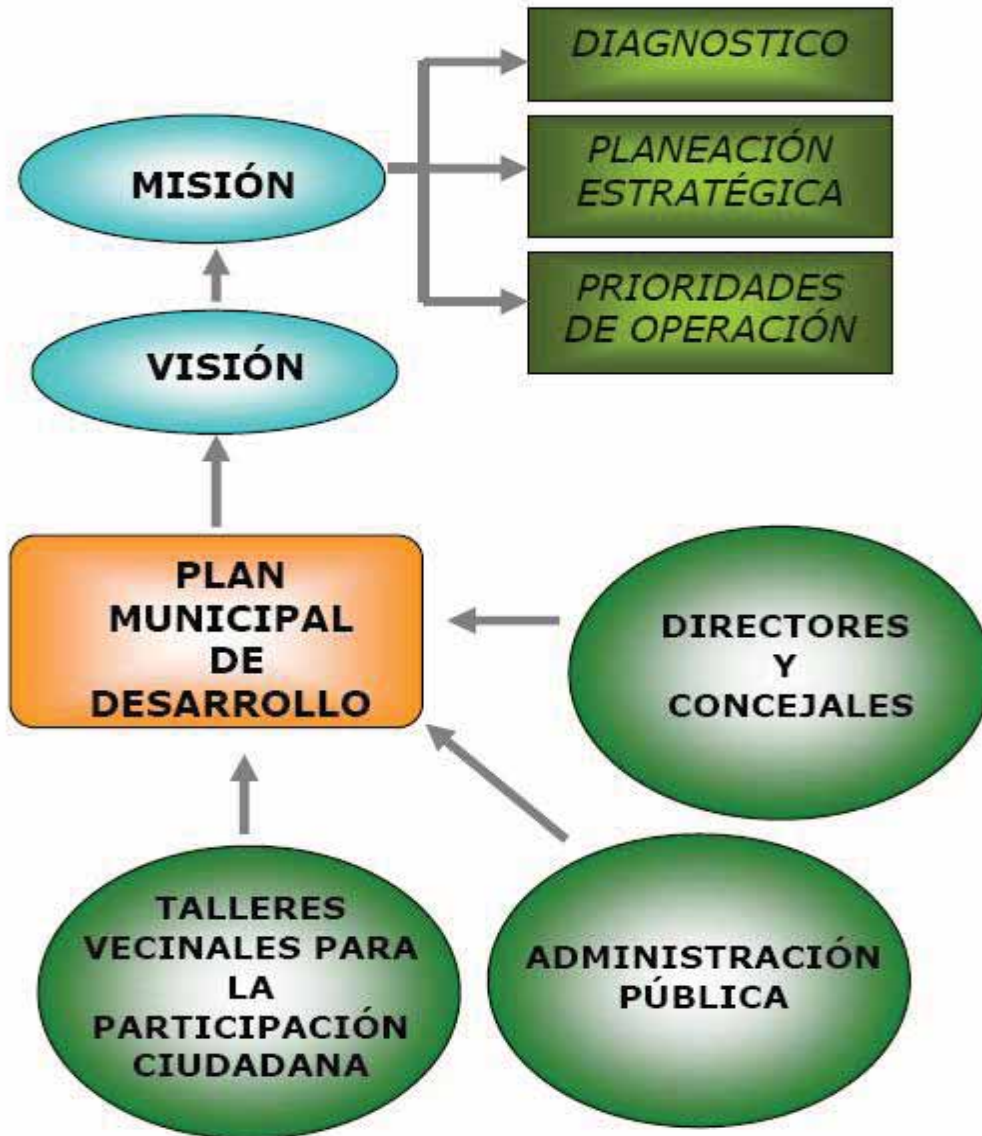 DIAGNOSTICO
MISIÓN
PLANEACIÓN
ESTRATÉGICA
PRIORIDADES
DE OPERACIÓN
VISIÓN
PLAN
MUNICIPAL
DE
DESARROLLO
DIRECTORES
Y
CONCEJALES
TALLERES
VECINALES PARA
LA
PARTICIPACIÓN
CIUDADANA
ADMINISTRACIÓN
PÚBLICA